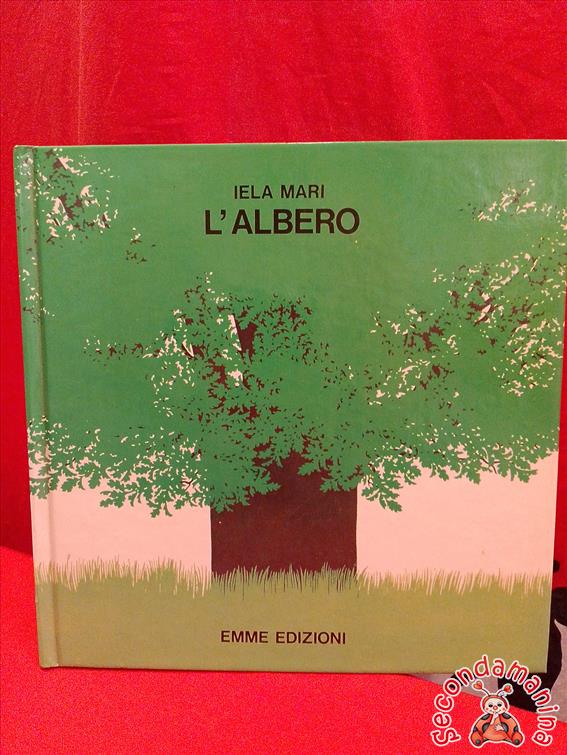 IELA MARI
L'ALBERO
EMME EDIZIONI
secondamanina